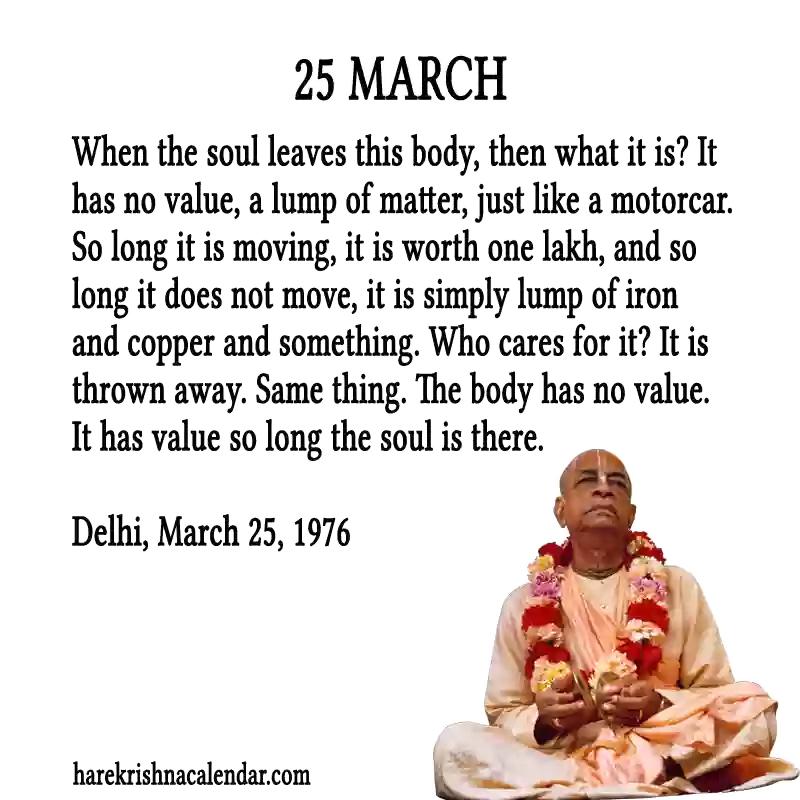 25 MARCH
When the soul leaves this body, then what it is? It
has no value, a lump of matter, just like a motorcar.
So long it is moving, it is worth one lakh, and so
long it does not move, it is simply lump of iron
and copper and something. Who cares for it? It is
thrown away. Same thing. The body has no value.
It has value so long the soul is there.
Delhi, March 25, 1976
harekrishnacalendar.com